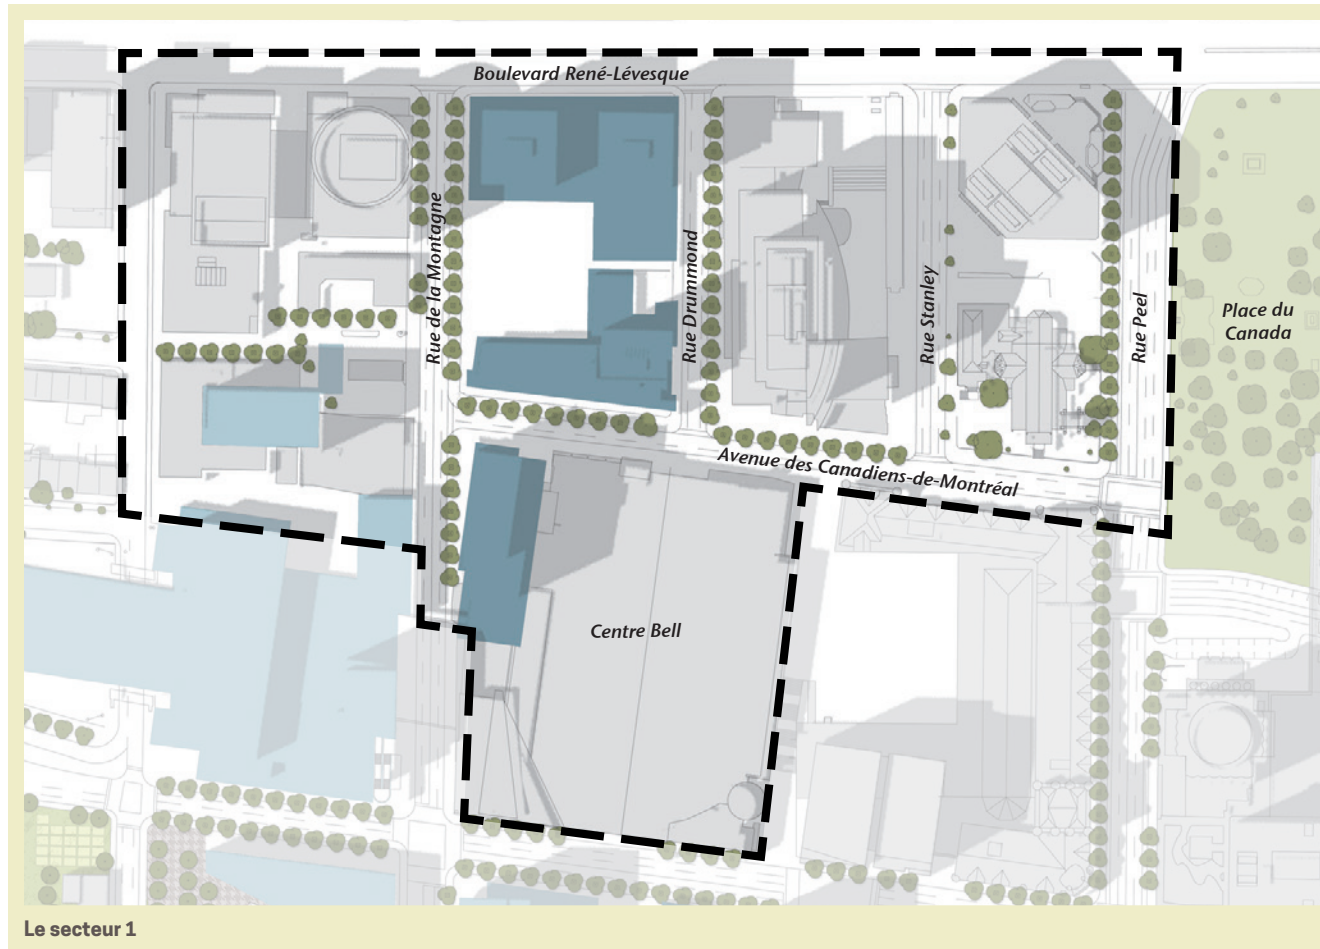 Boulevard René-Lévesque
Rue de la Montagne
Rue Drummond
Rue Stanley
Rue Peel
Place du
Canada
Avenue des Canadiens-de-Montréal
Centre Bell
Le secteur 1